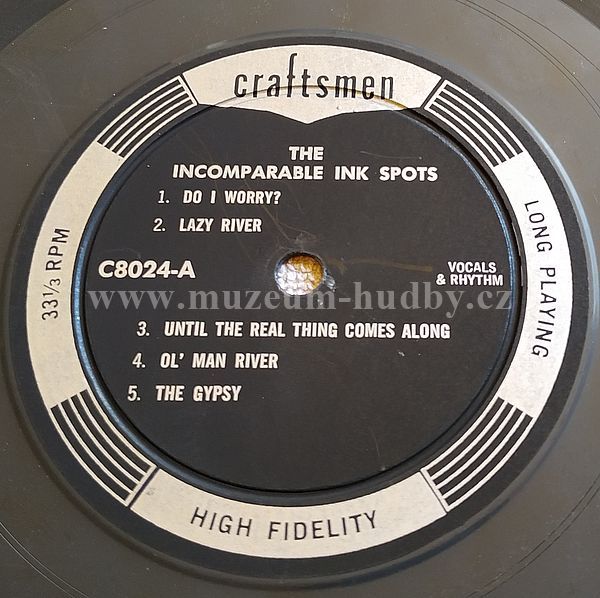 craftsmen
THE
INCOMPARABLE INK SPOTS
1. DO I WORRY?
2. LAZY RIVER
C8024-A
VOCALS
& RHYTHM
33 1/3 RPM
LONG PLAYING
www.muzeum-hudby.cz
3. UNTIL THE REAL THING COMES ALONG
4. OL' MAN RIVER
5. THE GYPSY
HIGH FIDELITY